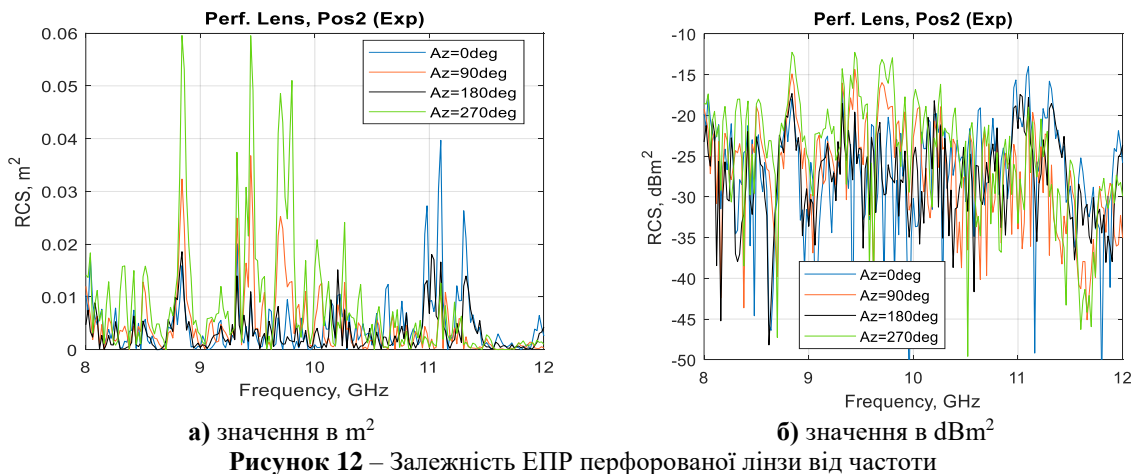 Perf. Lens, Pos2 (Exp)
0.06
0.05
0.04
0.03
0.02
0.01
0
RCS, m²
Az=0deg
Az=90deg
Az=180deg
Az=270deg
8 9 10 11 12
Frequency, GHz
а) значення в m²
Perf. Lens, Pos2 (Exp)
-10
-15
-20
-25
-30
-35
-40
-45
-50
RCS, dBm²
Az=0deg
Az=90deg
Az=180deg
Az=270deg
8 9 10 11 12
Frequency, GHz
б) значення в dBm²
Рисунок 12 – Залежність ЕПР перфорованої лінзи від частоти